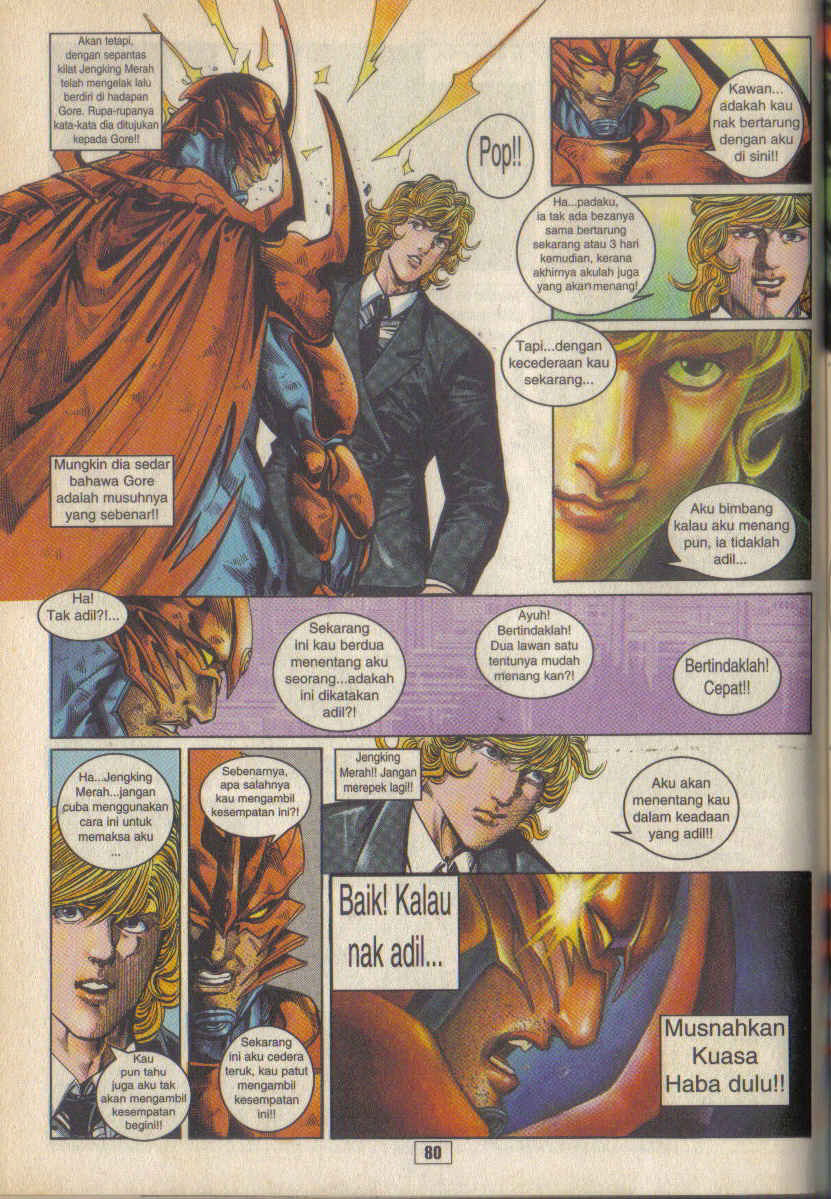 Akan tetapi,
dengan sepantas
kilat Jengking Merah
telah mengelak lalu
berdiri di hadapan
Gore. Rupa-rupanya
kata-kata dia ditujukan
kepada Gore!!
Pop!!
Mungkin dia sedar
bahawa Gore
adalah musuhnya
yang sebenar!!
Kawan...
adakah kau
nak bertarung
dengan aku
di sini!!
Ha...padaku,
ia tak ada bezanya
sama bertarung
sekarang atau 3 hari
kemudian, kerana
akhirnya akulah juga
yang akan menang!
Tapi...dengan
kecederaan kau
sekarang...
Aku bimbang
kalau aku menang
pun, ia tidaklah
adil...
Ha!
Tak adil?!...
Sekarang
ini kau berdua
menentang aku
seorang...adakah
ini dikatakan
adil?!
Ayuh!
Bertindaklah!
Dua lawan satu
tentunya mudah
menang kan?!
Bertindaklah!
Cepat!!
Ha...Jengking
Merah...jangan
cuba menggunakan
cara ini untuk
memaksa aku
...
Kau
pun tahu
juga aku tak
akan mengambil
kesempatan
begini!!
Sebenarnya,
apa salahnya
kau mengambil
kesempatan ini?!
Sekarang
ini aku cedera
teruk, kau patut
mengambil
kesempatan
ini!!
Jengking
Merah!! Jangan
merepek lagi!!
Aku akan
menentang kau
dalam keadaan
yang adil!!
Baik! Kalau
nak adil...
Musnahkan
Kuasa
Haba dulu!!
80